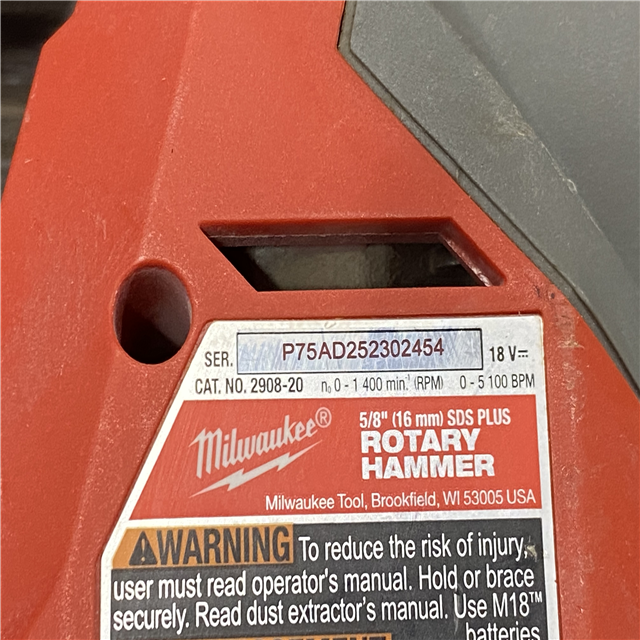 SER. P75AD252302454 18 V⎓
CAT. NO. 2908-20 n₀ 0 - 1 400 min.⁻¹ (RPM) 0 - 5 100 BPM
Milwaukee®
5/8" (16 mm) SDS PLUS
ROTARY
HAMMER
Milwaukee Tool, Brookfield, WI 53005 USA
WARNING To reduce the risk of injury,
user must read operator's manual. Hold or brace
securely. Read dust extractor's manual. Use M18™
batteries